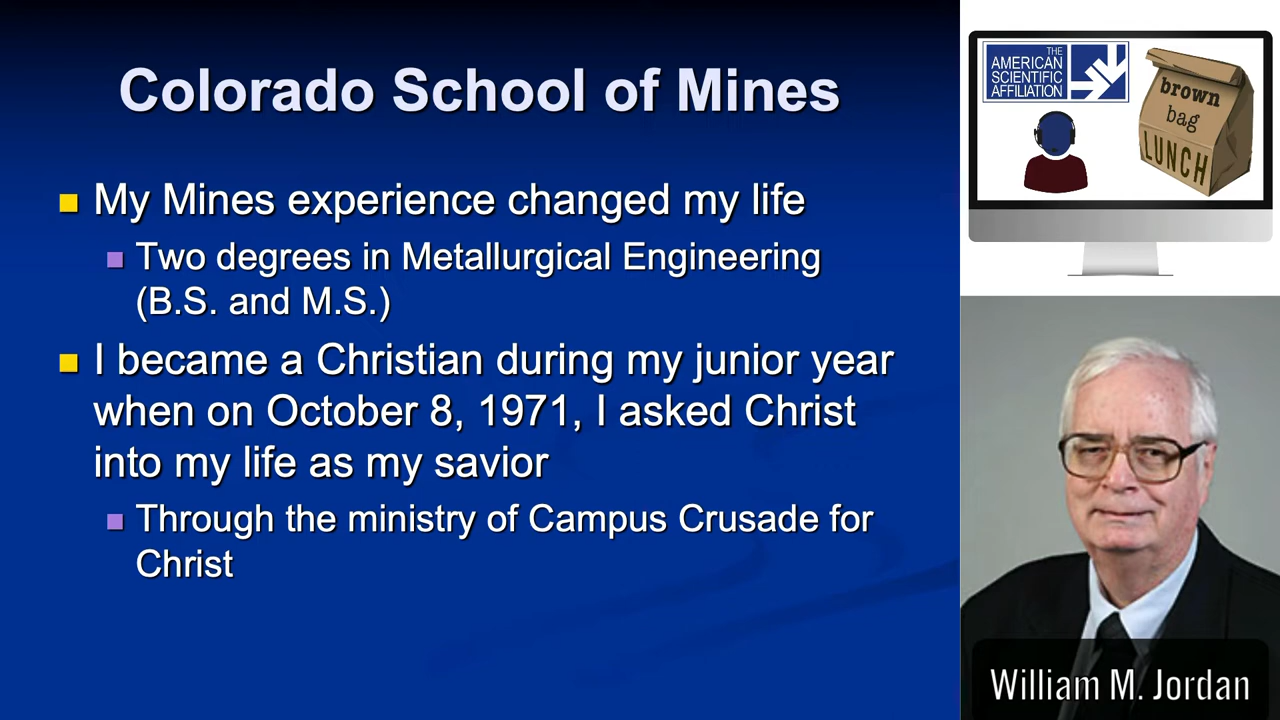 Colorado School of Mines
My Mines experience changed my life
Two degrees in Metallurgical Engineering
(B.S. and M.S.)
I became a Christian during my junior year
when on October 8, 1971, I asked Christ
into my life as my savior
Through the ministry of Campus Crusade for
Christ
THE
AMERICAN
SCIENTIFIC
AFFILIATION
brown
bag
LUNCH
William M. Jordan